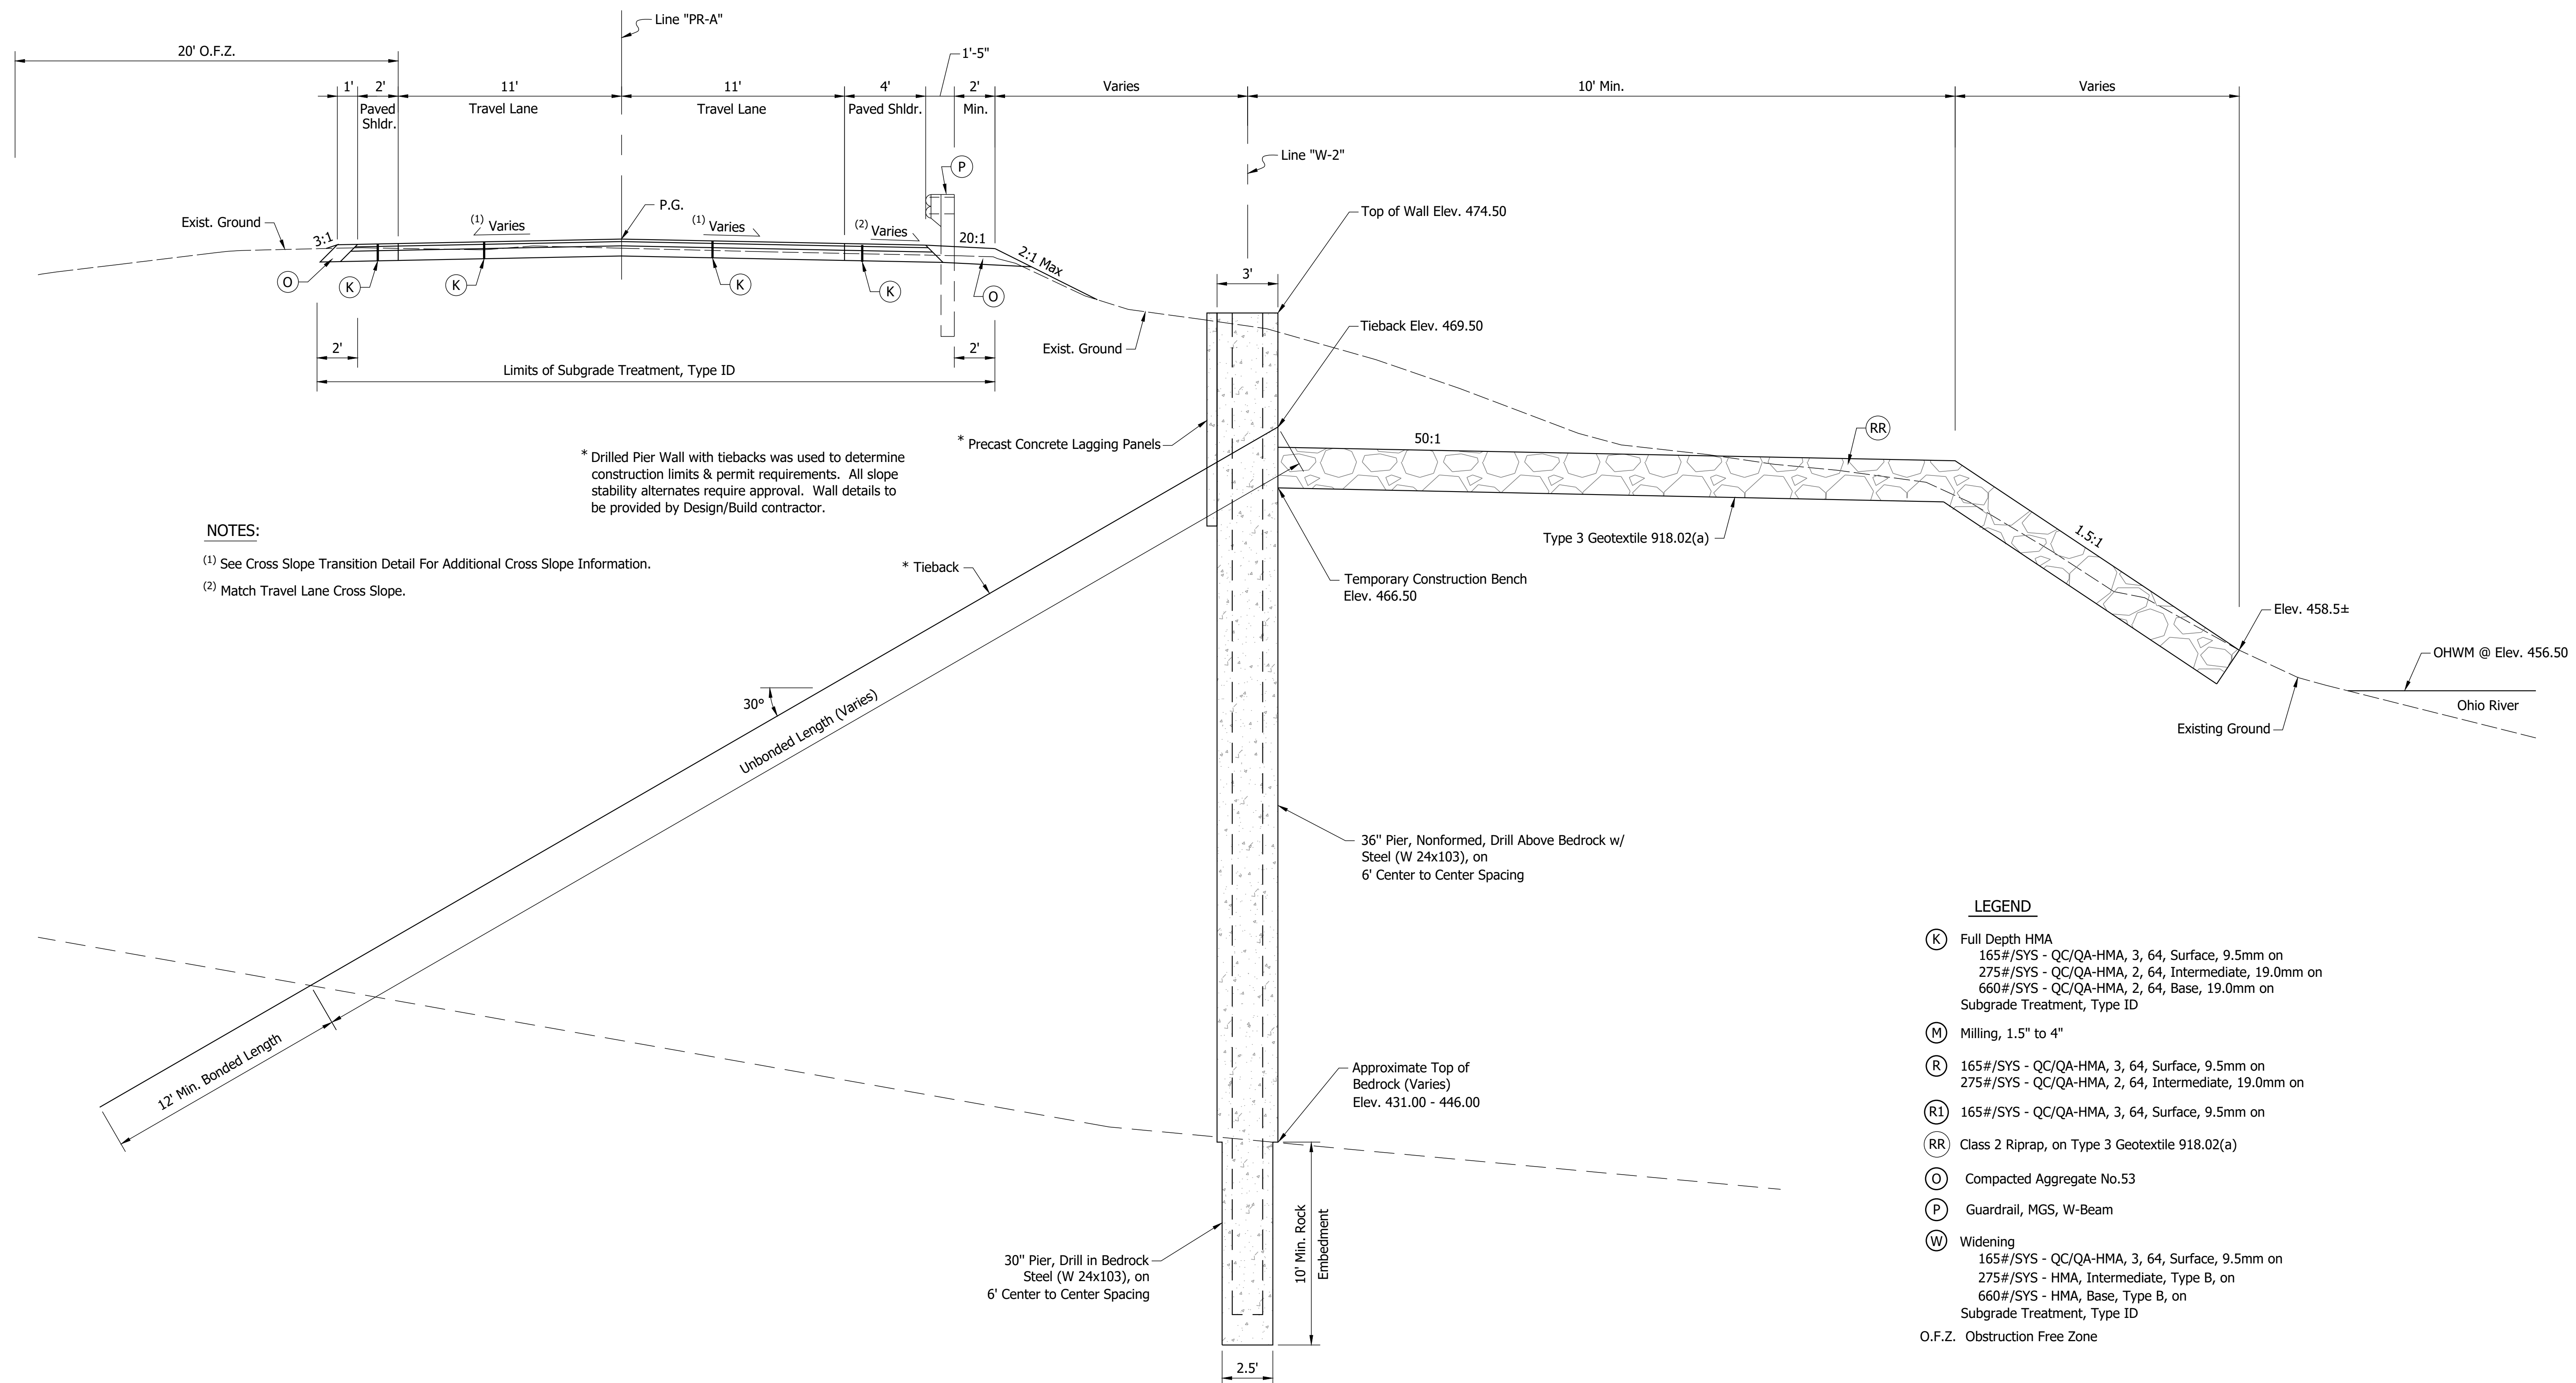 Line "PR-A"
20' O.F.Z.
1'-5"
1'
2'
11'
11'
4'
2'
Varies
10' Min.
Varies
Paved
Shldr.
Travel Lane
Travel Lane
Paved Shldr.
Min.
Line "W-2"
P
P.G.
Exist. Ground
(1) Varies
(1) Varies
(2) Varies
Top of Wall Elev. 474.50
3:1
20:1
2:1 Max
3'
O
K
K
K
K
O
Tieback Elev. 469.50
Exist. Ground
2'
2'
Limits of Subgrade Treatment, Type ID
RR
50:1
* Precast Concrete Lagging Panels
* Drilled Pier Wall with tiebacks was used to determine
construction limits & permit requirements. All slope
stability alternates require approval. Wall details to
be provided by Design/Build contractor.
NOTES:
(1) See Cross Slope Transition Detail For Additional Cross Slope Information.
(2) Match Travel Lane Cross Slope.
Type 3 Geotextile 918.02(a)
1.5:1
* Tieback
Temporary Construction Bench
Elev. 466.50
Elev. 458.5±
OHWM @ Elev. 456.50
Ohio River
Existing Ground
30°
Unbonded Length (Varies)
36" Pier, Nonformed, Drill Above Bedrock w/
Steel (W 24x103), on
6' Center to Center Spacing
12' Min. Bonded Length
Approximate Top of
Bedrock (Varies)
Elev. 431.00 - 446.00
10' Min. Rock
Embedment
30" Pier, Drill in Bedrock
Steel (W 24x103), on
6' Center to Center Spacing
2.5'
LEGEND
K Full Depth HMA
165#/SYS - QC/QA-HMA, 3, 64, Surface, 9.5mm on
275#/SYS - QC/QA-HMA, 2, 64, Intermediate, 19.0mm on
660#/SYS - QC/QA-HMA, 2, 64, Base, 19.0mm on
Subgrade Treatment, Type ID
M Milling, 1.5" to 4"
R 165#/SYS - QC/QA-HMA, 3, 64, Surface, 9.5mm on
275#/SYS - QC/QA-HMA, 2, 64, Intermediate, 19.0mm on
R1 165#/SYS - QC/QA-HMA, 3, 64, Surface, 9.5mm on
RR Class 2 Riprap, on Type 3 Geotextile 918.02(a)
O Compacted Aggregate No.53
P Guardrail, MGS, W-Beam
W Widening
165#/SYS - QC/QA-HMA, 3, 64, Surface, 9.5mm on
275#/SYS - HMA, Intermediate, Type B, on
660#/SYS - HMA, Base, Type B, on
Subgrade Treatment, Type ID
O.F.Z. Obstruction Free Zone